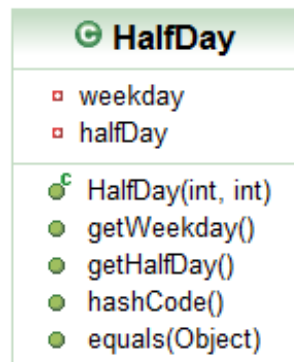 HalfDay
weekday
halfDay
HalfDay(int, int)
getWeekday()
getHalfDay()
hashCode()
equals(Object)